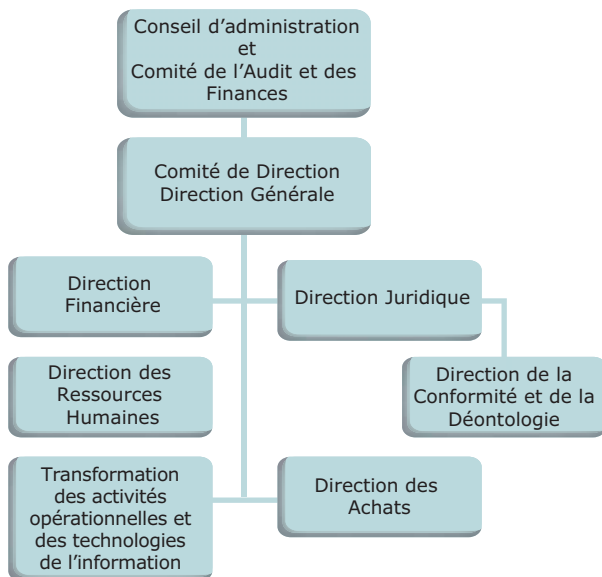 Conseil d’administration
et
Comité de l’Audit et des
Finances
Comité de Direction
Direction Générale
Direction
Financière
Direction Juridique
Direction des
Ressources
Humaines
Direction de la
Conformité et de la
Déontologie
Transformation
des activités
opérationnelles et
des technologies
de l’information
Direction des
Achats